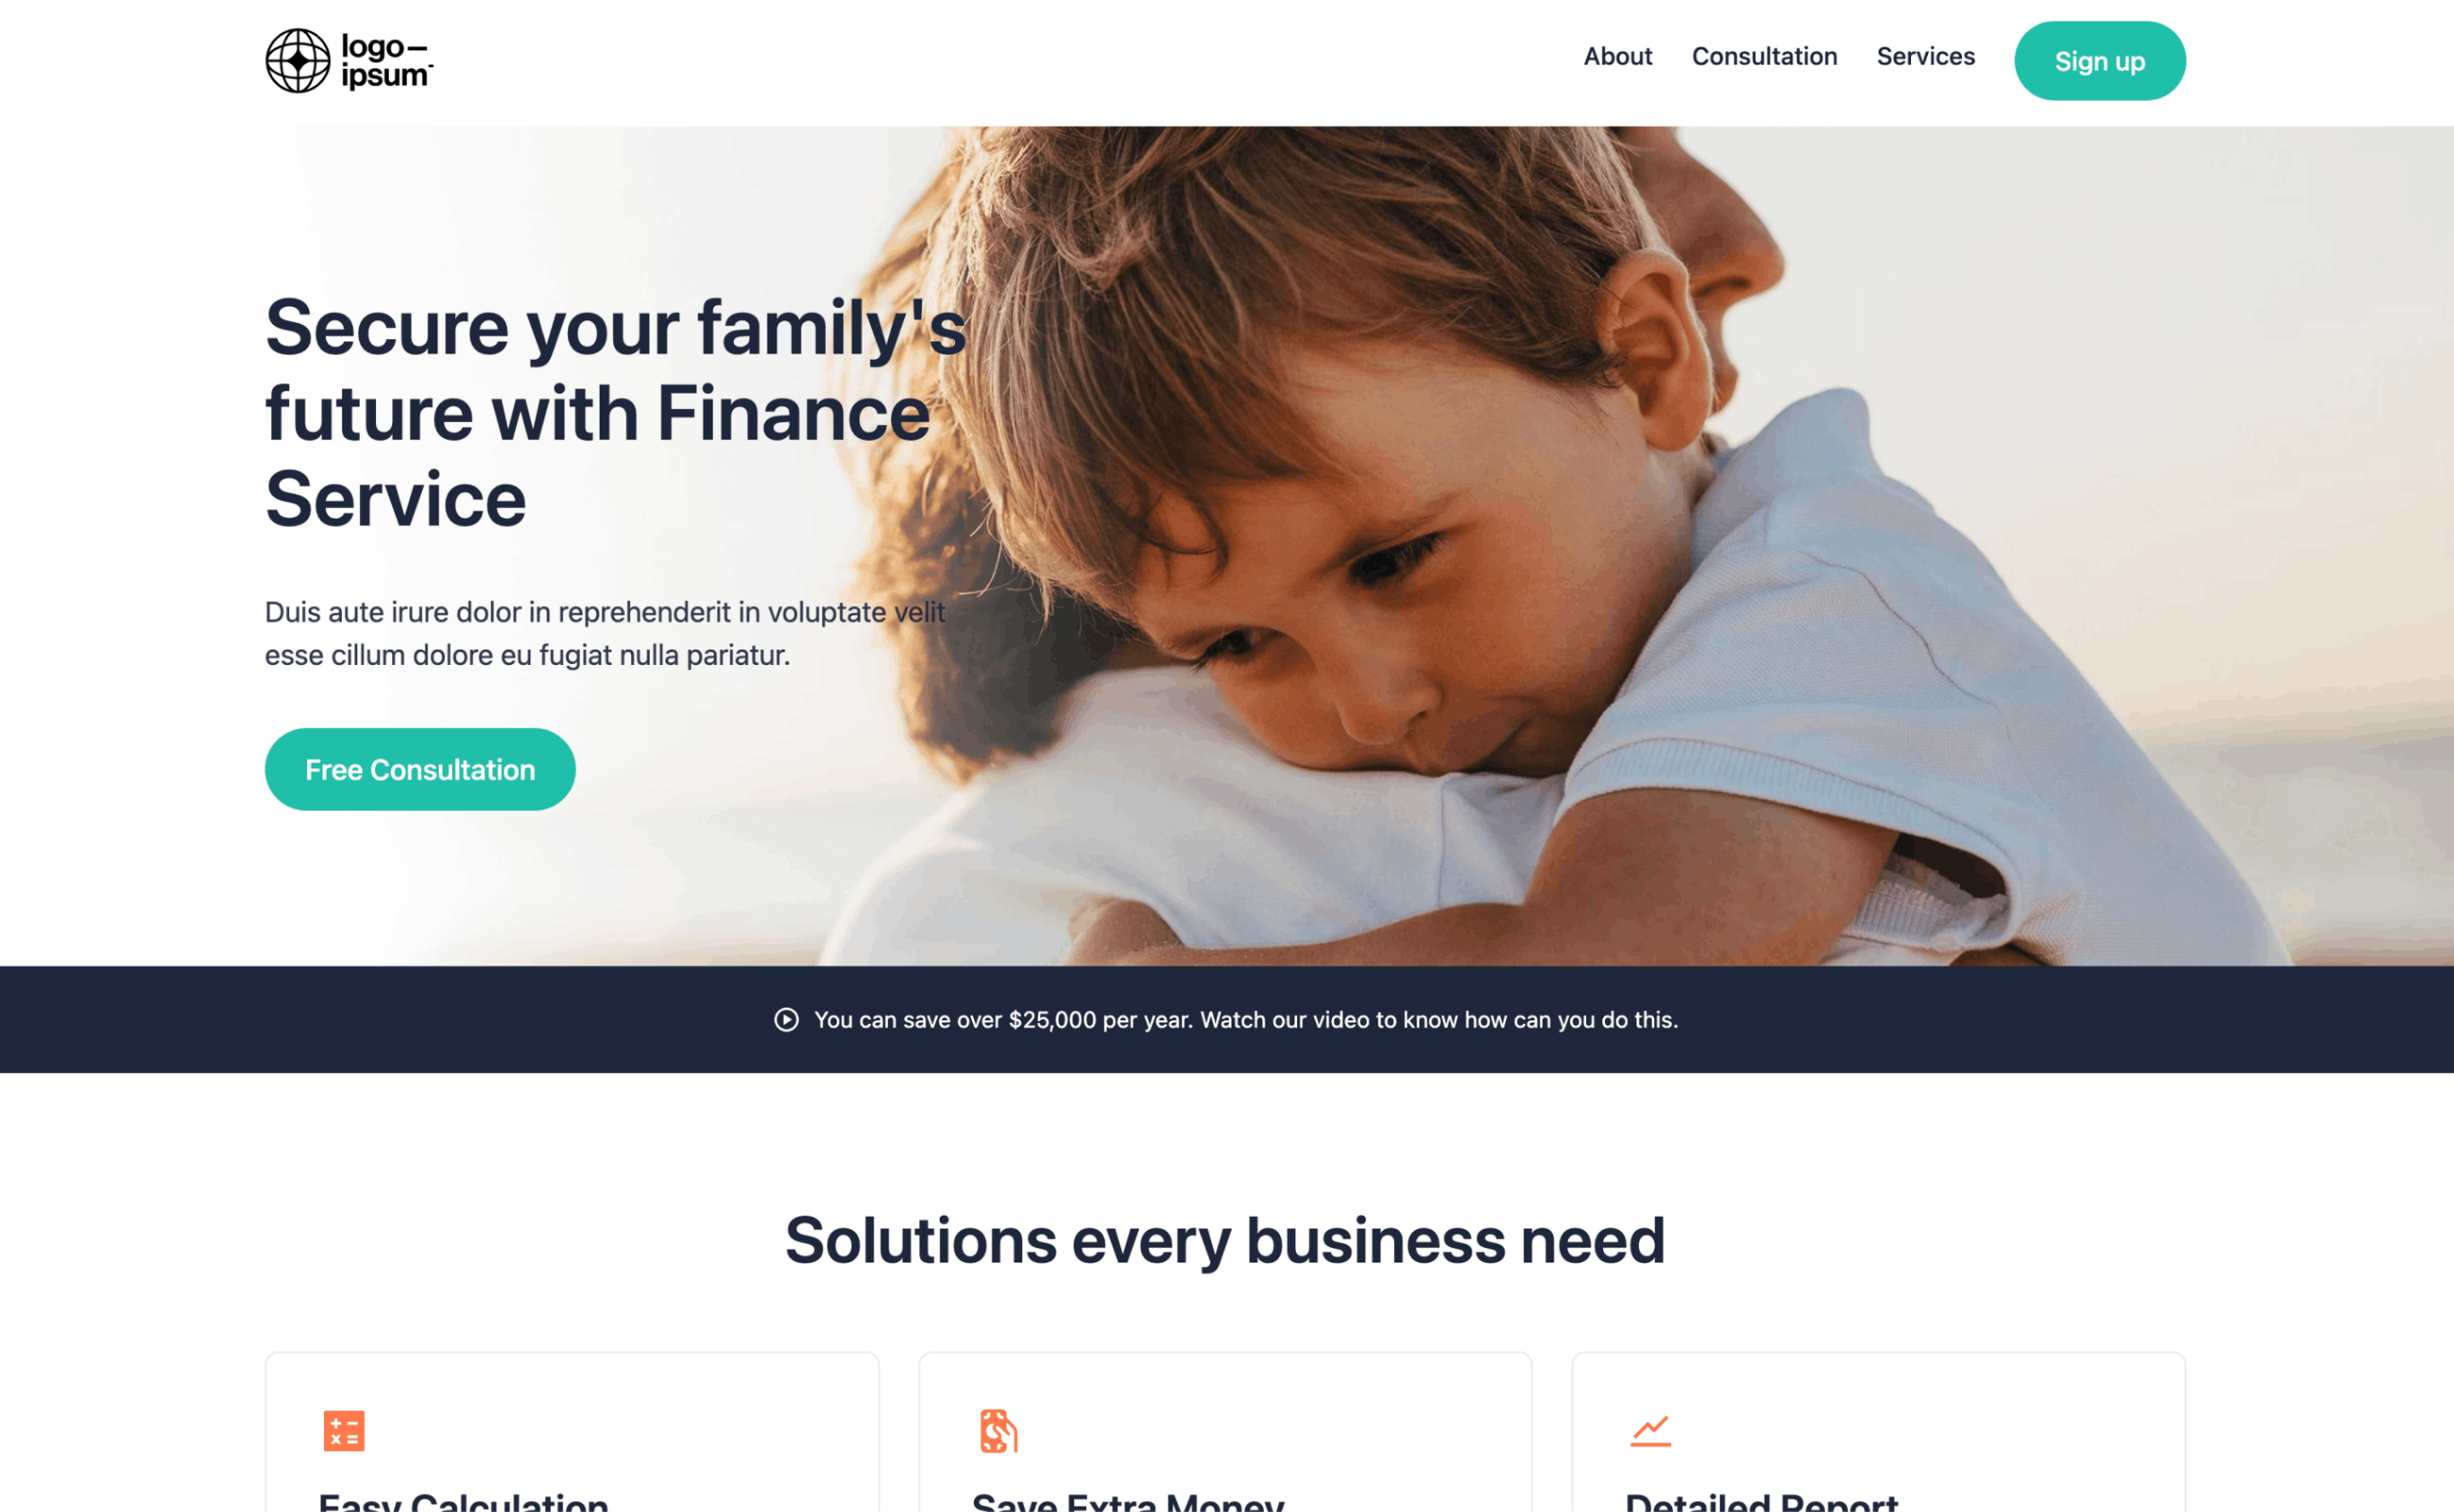 logo—
ipsum
About
Consultation
Services
Sign up
Secure your family's
future with Finance
Service
Duis aute irure dolor in reprehenderit in voluptate velit
esse cillum dolore eu fugiat nulla pariatur.
Free Consultation
You can save over $25,000 per year. Watch our video to know how can you do this.
Solutions every business need
Easy Calculation
Save Extra Money
Detailed Report